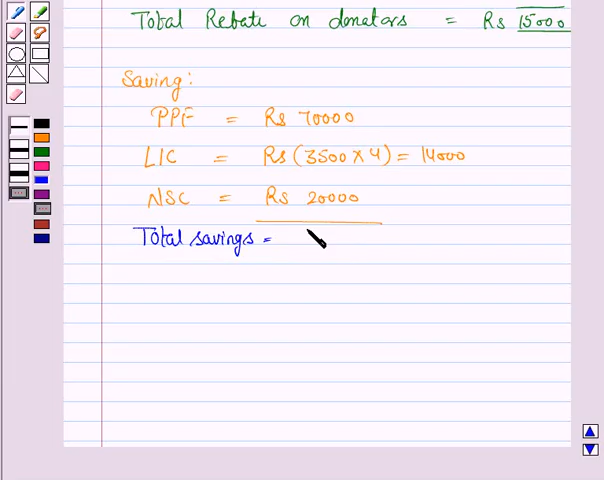 Total Rebate on donators = Rs 15000
Saving:
PPF = Rs 70000
LIC = Rs (3500 x 4) = 14000
NSC = Rs 20000
Total savings =